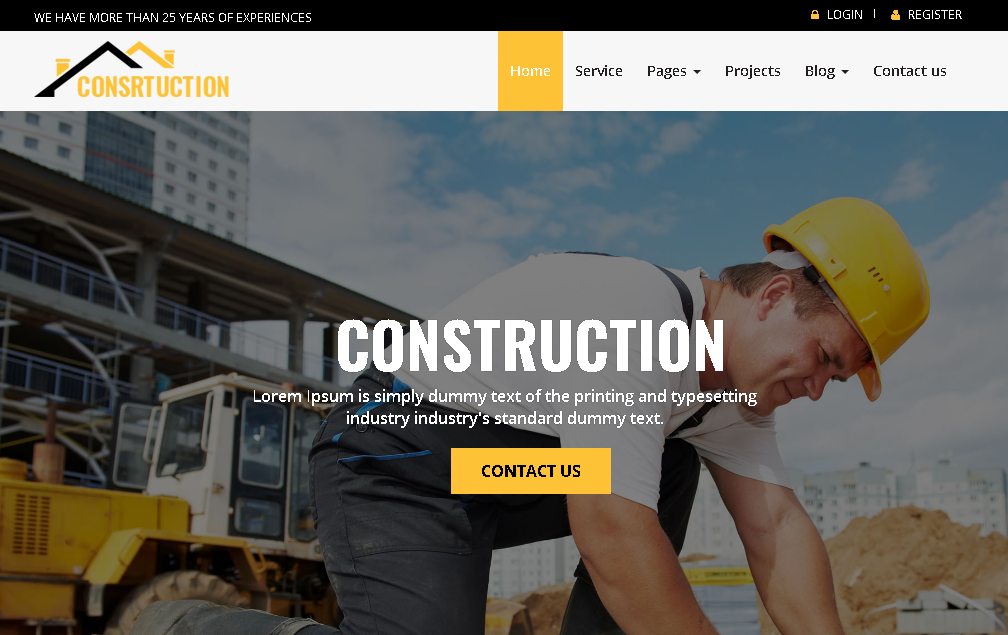 WE HAVE MORE THAN 25 YEARS OF EXPERIENCES
LOGIN | REGISTER
CONSRTUCTION
Home Service Pages Projects Blog Contact us
CONSTRUCTION
Lorem Ipsum is simply dummy text of the printing and typesetting
industry industry's standard dummy text.
CONTACT US